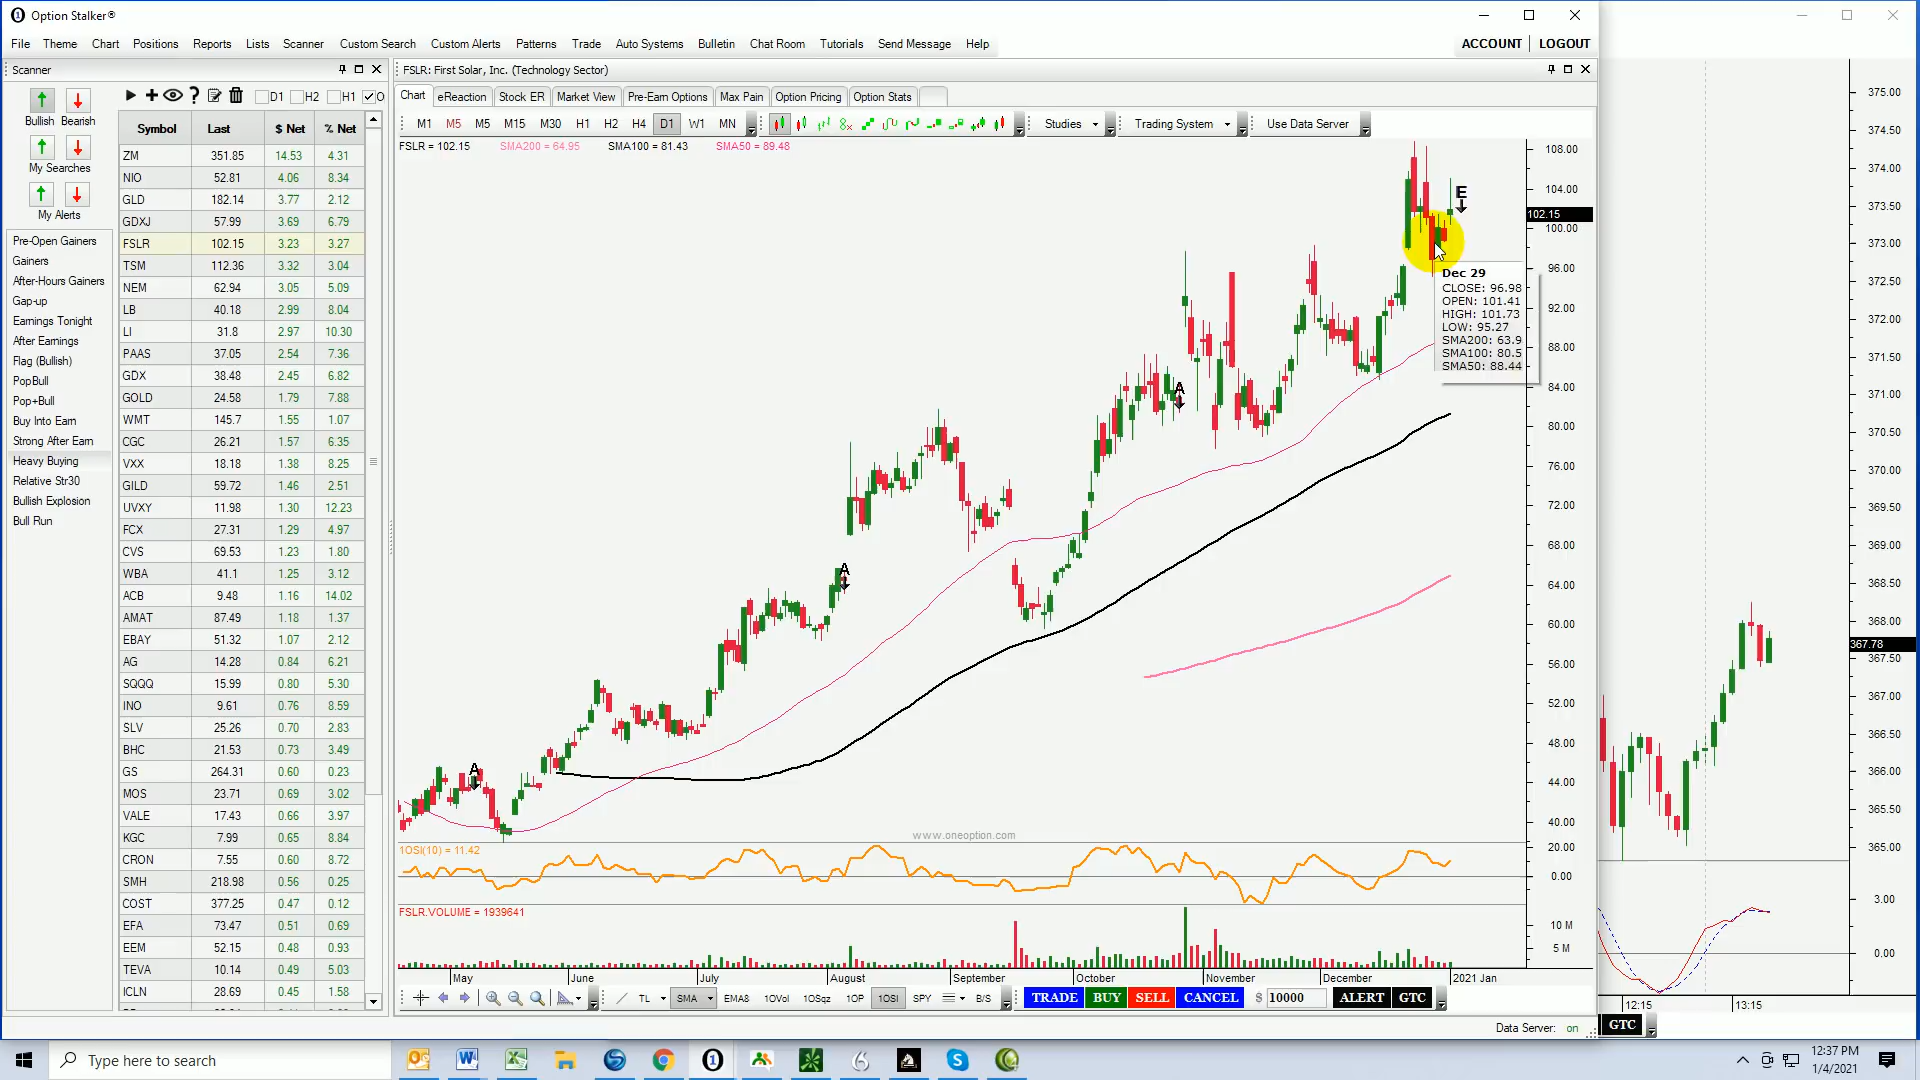 Option Stalker®
File Theme Chart Positions Reports Lists Scanner Custom Search Custom Alerts Patterns Trade Auto Systems Bulletin Chat Room Tutorials Send Message Help
ACCOUNT LOGOUT
Scanner
Bullish Bearish
My Searches
My Alerts
Pre-Open Gainers
Gainers
After-Hours Gainers
Gap-up
Earnings Tonight
After Earnings
Flag (Bullish)
PopBull
Pop+Bull
Buy Into Earn
Strong After Earn
Heavy Buying
Relative Str30
Bullish Explosion
Bull Run
D1 H2 H1 O
Symbol Last $ Net % Net
ZM 351.85 14.53 4.31
NIO 52.81 4.06 8.34
GLD 182.14 3.77 2.12
GDXJ 57.99 3.69 6.79
FSLR 102.15 3.23 3.27
TSM 112.36 3.32 3.04
NEM 62.94 3.05 5.09
LB 40.18 2.99 8.04
LI 31.8 2.97 10.30
PAAS 37.05 2.54 7.36
GDX 38.48 2.45 6.82
GOLD 24.58 1.79 7.88
WMT 145.7 1.55 1.07
CGC 26.21 1.57 6.35
VXX 18.18 1.38 8.25
GILD 59.72 1.46 2.51
UVXY 11.98 1.30 12.23
FCX 27.31 1.29 4.97
CVS 69.53 1.23 1.80
WBA 41.1 1.25 3.12
ACB 9.48 1.16 14.02
AMAT 87.49 1.18 1.37
EBAY 51.32 1.07 2.12
AG 14.28 0.84 6.21
SQQQ 15.99 0.80 5.30
INO 9.61 0.76 8.59
SLV 25.26 0.70 2.83
BHC 21.53 0.73 3.49
GS 264.31 0.60 0.23
MOS 23.71 0.69 3.02
VALE 17.43 0.66 3.97
KGC 7.99 0.65 8.84
CRON 7.55 0.60 8.72
SMH 218.98 0.56 0.25
COST 377.25 0.47 0.12
EFA 73.47 0.51 0.69
EEM 52.15 0.48 0.93
TEVA 10.14 0.49 5.03
ICLN 28.69 0.45 1.58
FSLR: First Solar, Inc. (Technology Sector)
Chart eReaction Stock ER Market View Pre-Earn Options Max Pain Option Pricing Option Stats
M1 M5 M5 M15 M30 H1 H2 H4 D1 W1 MN Studies Trading System Use Data Server
FSLR = 102.15 SMA200 = 64.95 SMA100 = 81.43 SMA50 = 89.48
E
A
A
A
Dec 29
CLOSE: 96.98
OPEN: 101.41
HIGH: 101.73
LOW: 95.27
SMA200: 63.9
SMA100: 80.5
SMA50: 88.44
108.00
104.00
102.15
100.00
96.00
92.00
88.00
84.00
80.00
76.00
72.00
68.00
64.00
60.00
56.00
52.00
48.00
44.00
40.00
www.oneoption.com
1OSI(10) = 11.42
20.00
0.00
FSLR.VOLUME = 1939641
10 M
5 M
May June July August September October November December 2021 Jan
TL SMA EMA8 1OVol 1OSqz 1OP 1OSI SPY B/S TRADE BUY SELL CANCEL $ 10000 ALERT GTC
Data Server: on
375.00
374.50
374.00
373.50
373.00
372.50
372.00
371.50
371.00
370.50
370.00
369.50
369.00
368.50
368.00
367.78
367.50
367.00
366.50
366.00
365.50
365.00
3.00
0.00
12:15 13:15
GTC
Type here to search
12:37 PM
1/4/2021